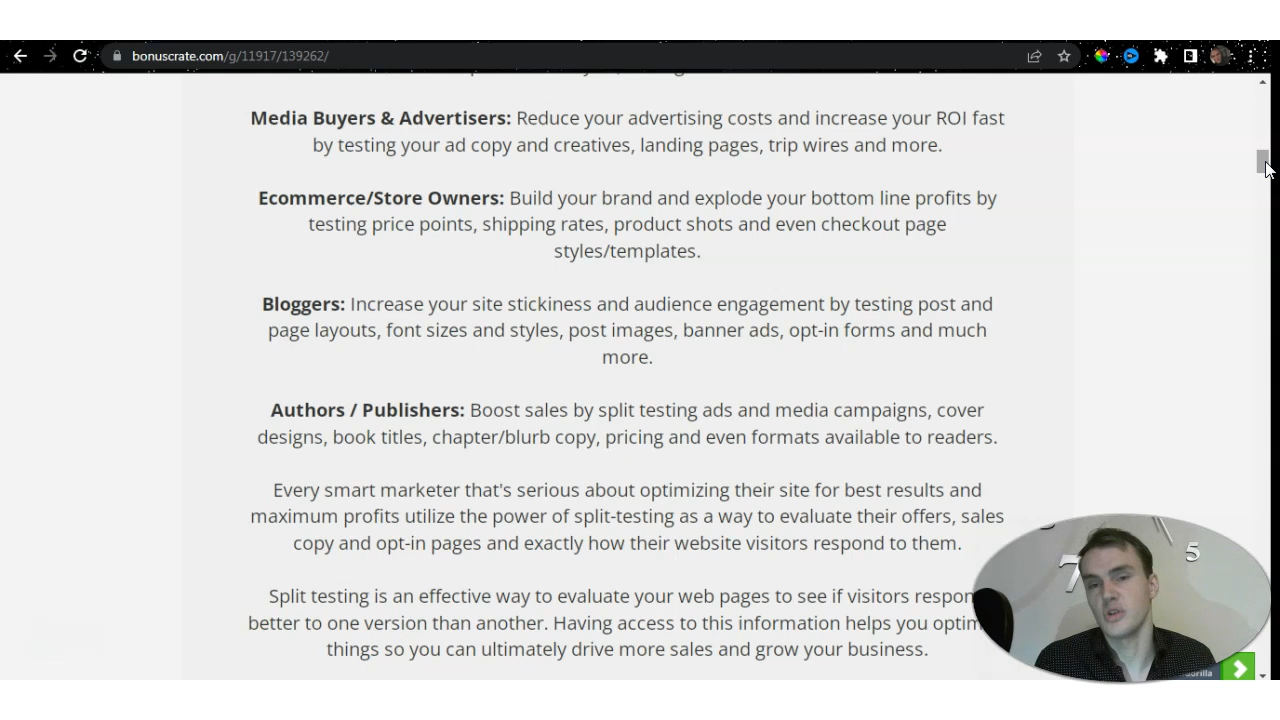 bonuscrate.com/g/11917/139262/
Media Buyers & Advertisers: Reduce your advertising costs and increase your ROI fast
by testing your ad copy and creatives, landing pages, trip wires and more.
Ecommerce/Store Owners: Build your brand and explode your bottom line profits by
testing price points, shipping rates, product shots and even checkout page
styles/templates.
Bloggers: Increase your site stickiness and audience engagement by testing post and
page layouts, font sizes and styles, post images, banner ads, opt-in forms and much
more.
Authors / Publishers: Boost sales by split testing ads and media campaigns, cover
designs, book titles, chapter/blurb copy, pricing and even formats available to readers.
Every smart marketer that's serious about optimizing their site for best results and
maximum profits utilize the power of split-testing as a way to evaluate their offers, sales
copy and opt-in pages and exactly how their website visitors respond to them.
7 5
Split testing is an effective way to evaluate your web pages to see if visitors respon
better to one version than another. Having access to this information helps you optim
things so you can ultimately drive more sales and grow your business.